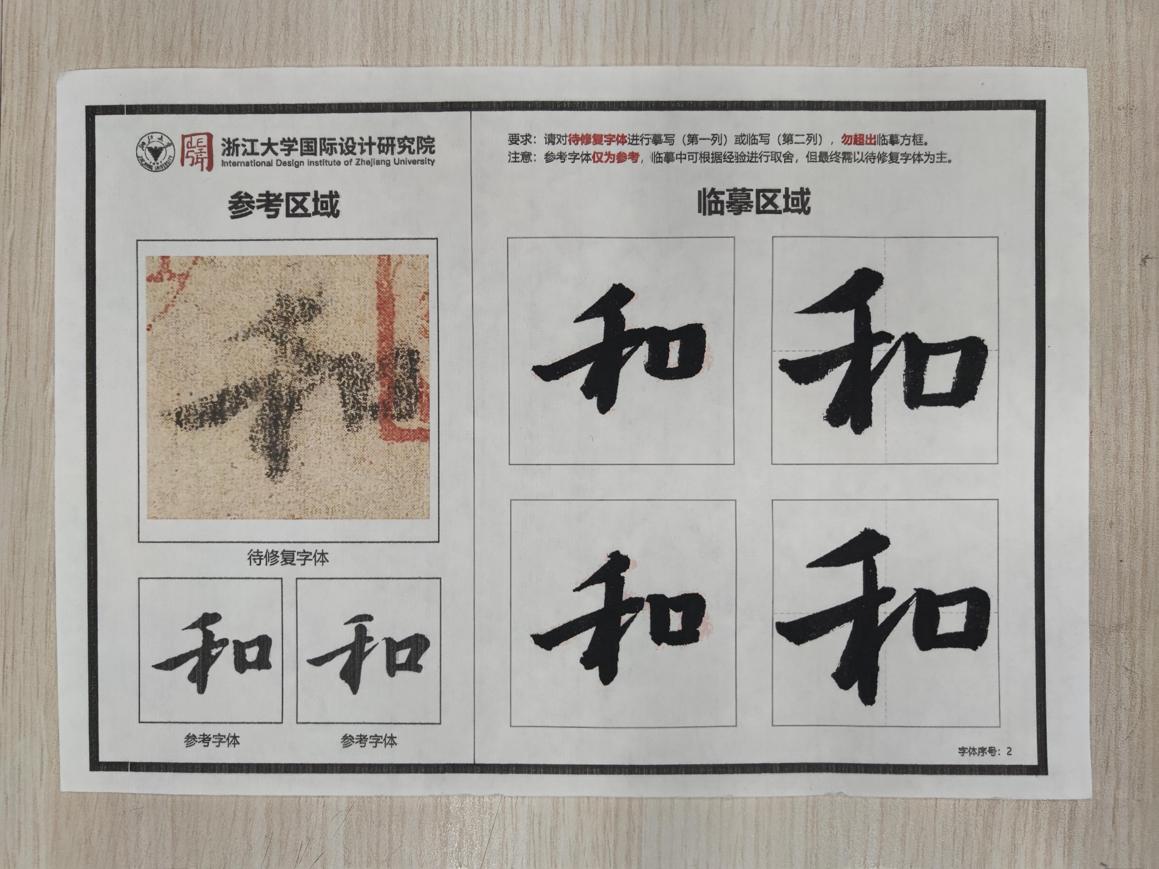 浙江大学国际设计研究院
International Design Institute of Zhejiang University
参考区域
和
待修复字体
和
和
参考字体
参考字体
要求：请对待修复字体进行摹写（第一列）或临写（第二列），勿超出临摹方框。
注意：参考字体仅为参考，临摹中可根据经验进行取舍，但最终需以待修复字体为主。
临摹区域
和
和
和
和
字体序号：2